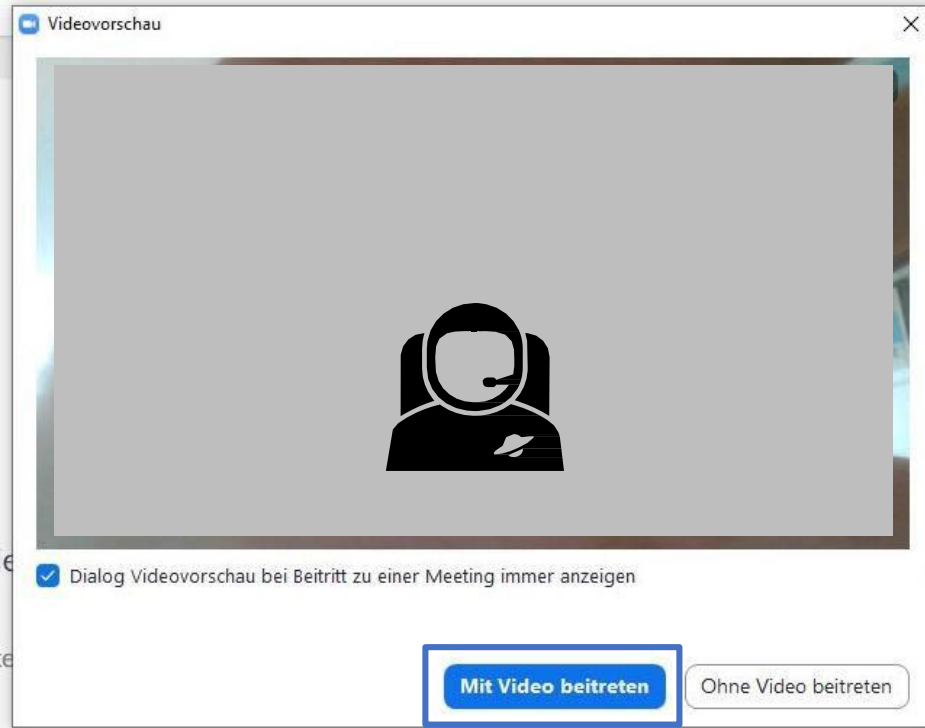 Videovorschau
Dialog Videovorschau bei Beitritt zu einer Meeting immer anzeigen
Mit Video beitreten
Ohne Video beitreten